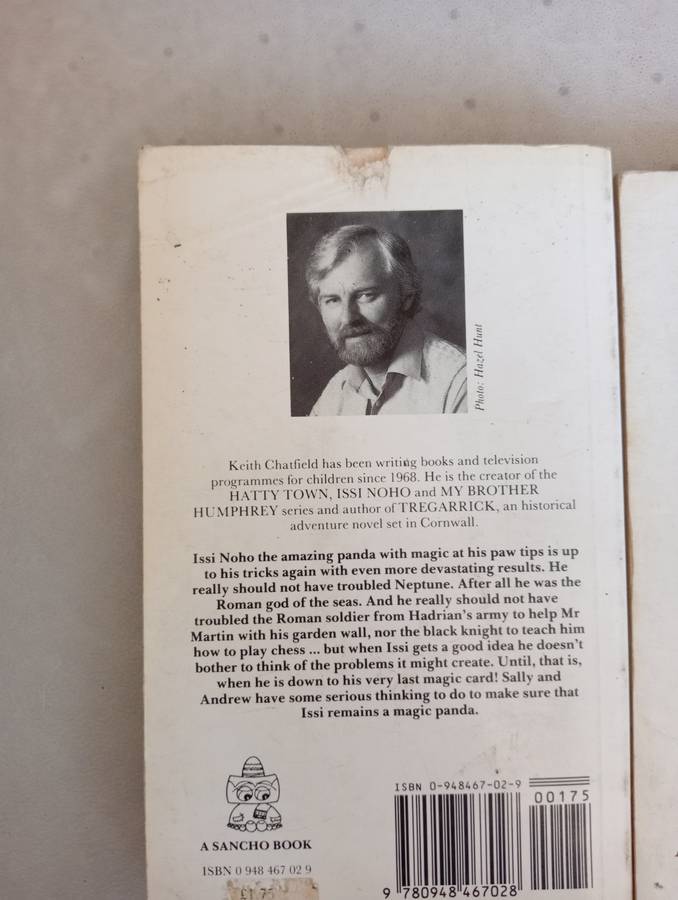 Photo: Hazel Hunt
Keith Chatfield has been writing books and television
programmes for children since 1968. He is the creator of the
HATTY TOWN, ISSI NOHO and MY BROTHER
HUMPHREY series and author of TREGARRICK, an historical
adventure novel set in Cornwall.
Issi Noho the amazing panda with magic at his paw tips is up
to his tricks again with even more devastating results. He
really should not have troubled Neptune. After all he was the
Roman god of the seas. And he really should not have
troubled the Roman soldier from Hadrian's army to help Mr
Martin with his garden wall, nor the black knight to teach him
how to play chess ... but when Issi gets a good idea he doesn't
bother to think of the problems it might create. Until, that is,
when he is down to his very last magic card! Sally and
Andrew have some serious thinking to do to make sure that
Issi remains a magic panda.
A SANCHO BOOK
ISBN 0 948 467 02 9
£1.75
ISBN 0-948467-02-9
00175
9 780948 467028